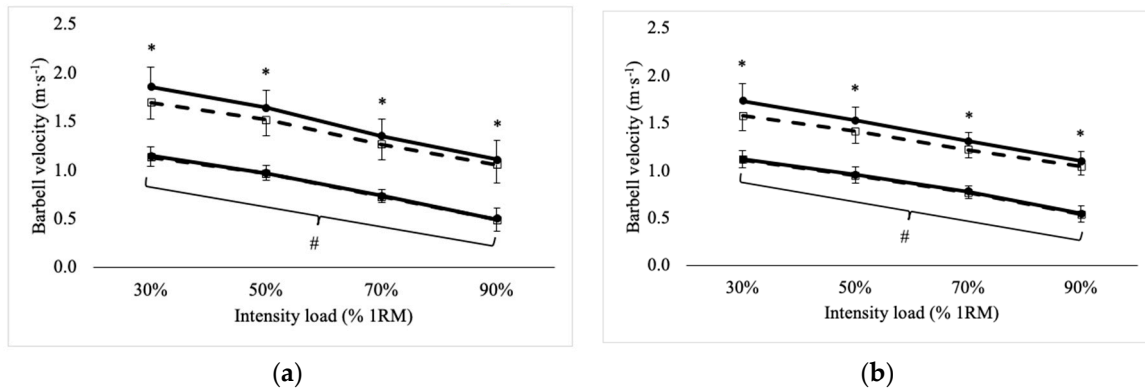 2.5
2.0
1.5
1.0
0.5
0.0
Barbell velocity (m·s⁻¹)
* * * *
#
30% 50% 70% 90%
Intensity load (% 1RM)
(a)
2.5
2.0
1.5
1.0
0.5
0.0
Barbell velocity (m·s⁻¹)
* * * *
#
30% 50% 70% 90%
Intensity load (% 1RM)
(b)